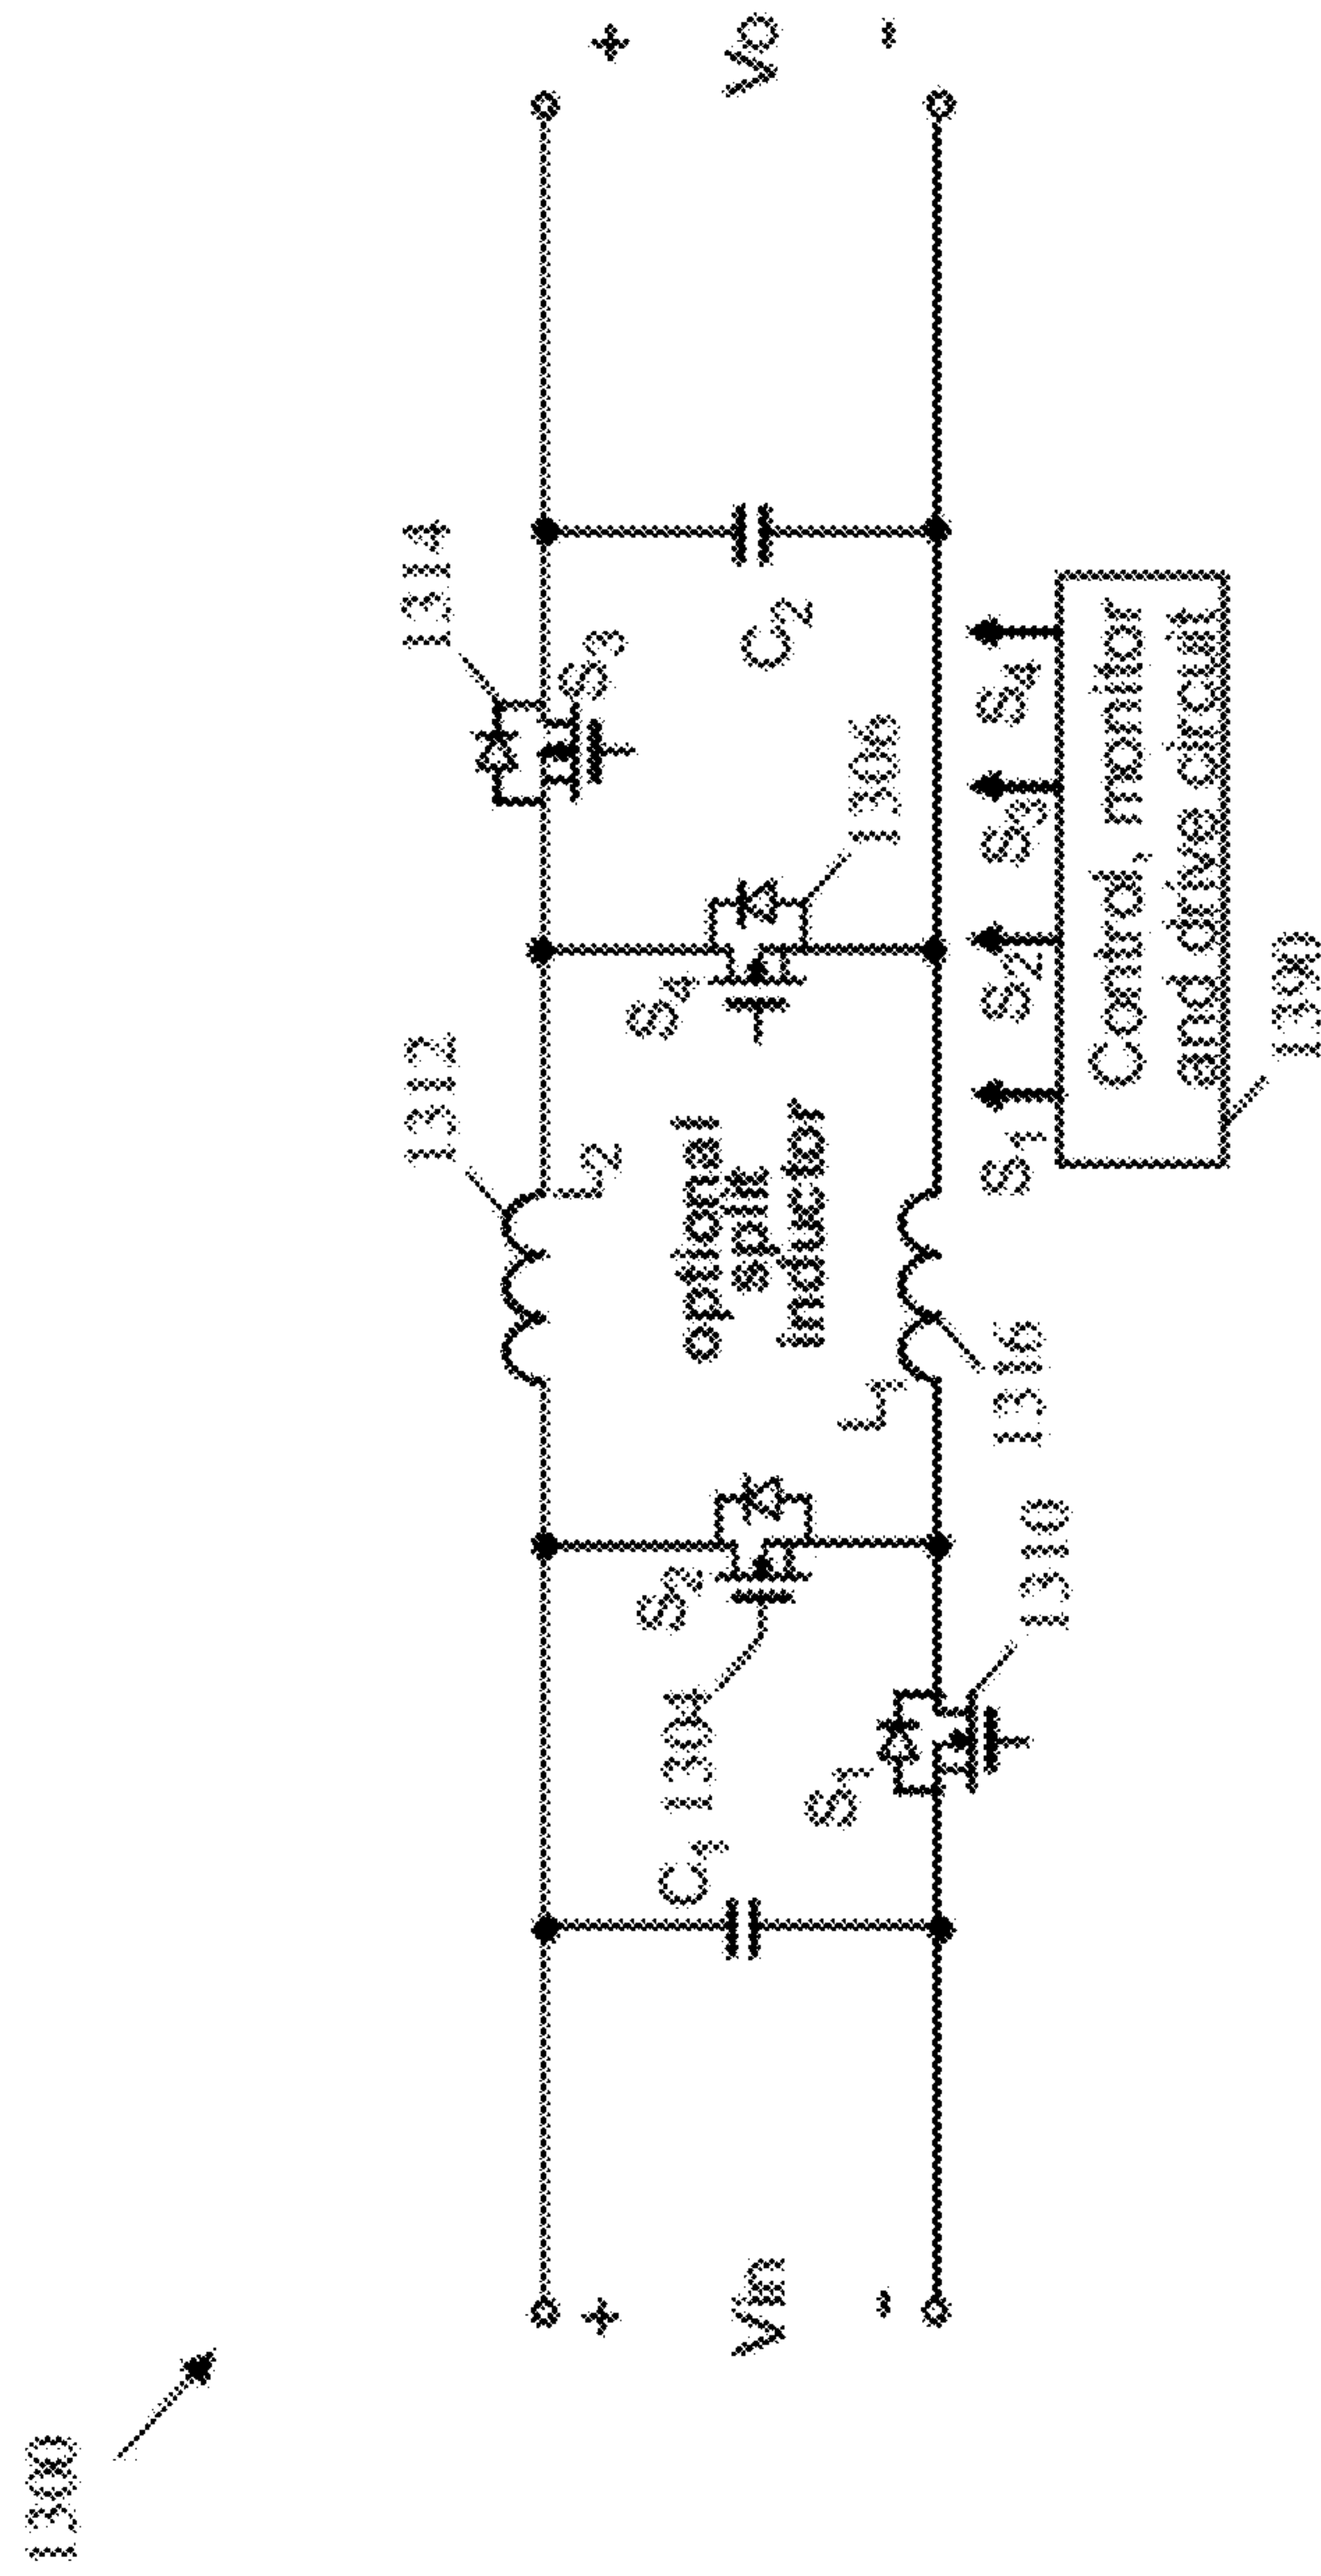 1300
1312
1314
+
Vin
-
+
Vo
-
C1
1304
S2
S1
1310
L2
optional
split
inductor
L1
1316
S4
1306
S3
C2
S1
S2
S3
S4
Control, monitor
and drive circuit
1390